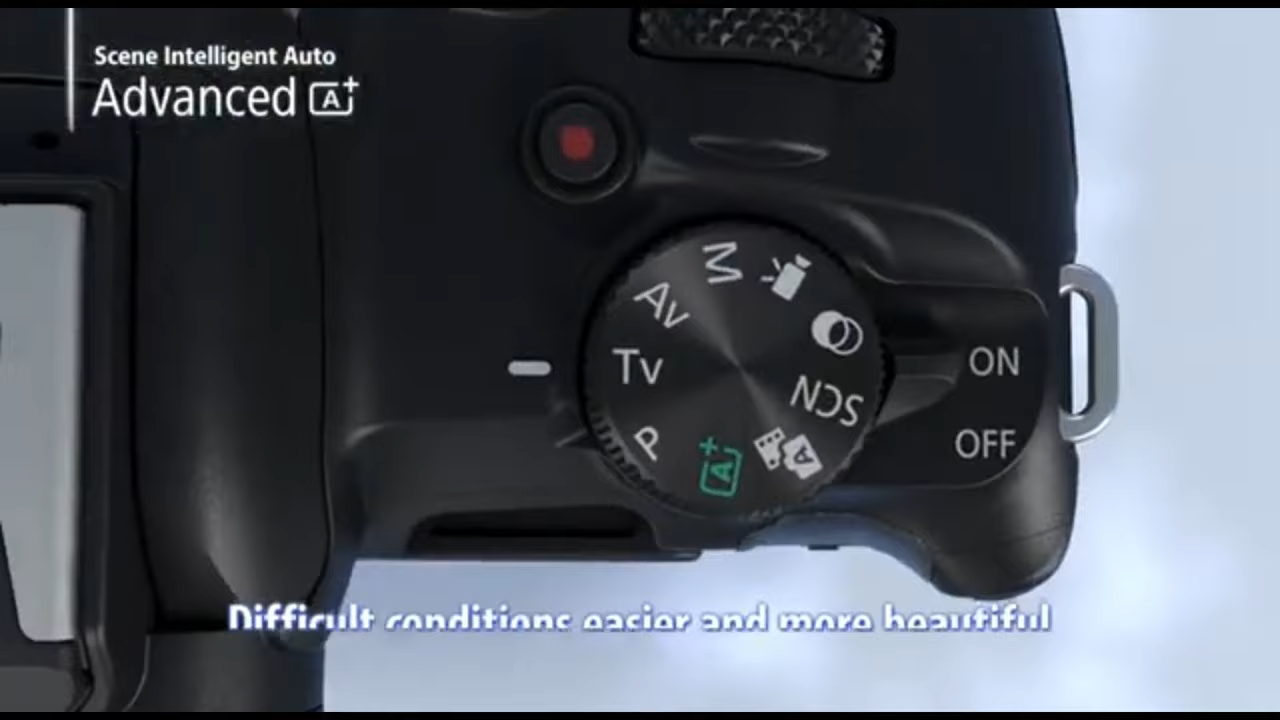 Scene Intelligent Auto
Advanced A+
M
Av
Tv
P
A+
A
SCN
ON
OFF
Difficult conditions easier and more beautiful